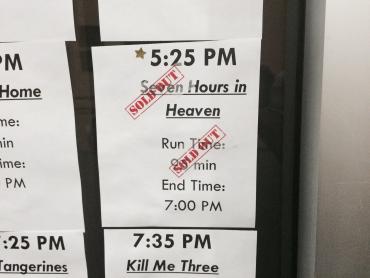 5:25 PM
Seven Hours in
Heaven
SOLD OUT
Run Time:
SOLD OUT
min
End Time:
7:00 PM
PM
Home
me:
min
ime:
PM
:25 PM
Tangerines
7:35 PM
Kill Me Three